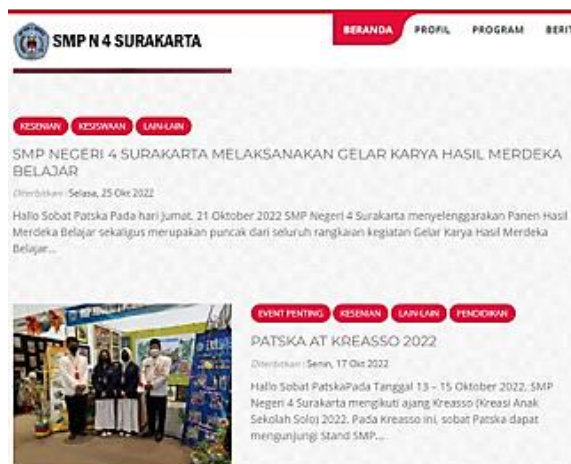 SMP N 4 SURAKARTA
BERANDA PROFIL PROGRAM BERIT
KESENIAN KESISWAAN LAIN-LAIN
SMP NEGERI 4 SURAKARTA MELAKSANAKAN GELAR KARYA HASIL MERDEKA
BELAJAR
Diterbitkan : Selasa, 25 Okt 2022
Hallo Sobat Patska Pada hari Jumat, 21 Oktober 2022 SMP Negeri 4 Surakarta menyelenggarakan Panen Hasil
Merdeka Belajar sekaligus merupakan puncak dari seluruh rangkaian kegiatan Gelar Karya Hasil Merdeka
Belajar...
EVENT PENTING KESENIAN LAIN-LAIN PENDIDIKAN
PATSKA AT KREASSO 2022
Diterbitkan : Senin, 17 Okt 2022
Hallo Sobat PatskaPada Tanggal 13 – 15 Oktober 2022, SMP
Negeri 4 Surakarta mengikuti ajang Kreasso (Kreasi Anak
Sekolah Solo) 2022. Pada Kreasso ini, sobat Patska dapat
mengunjungi Stand SMP...